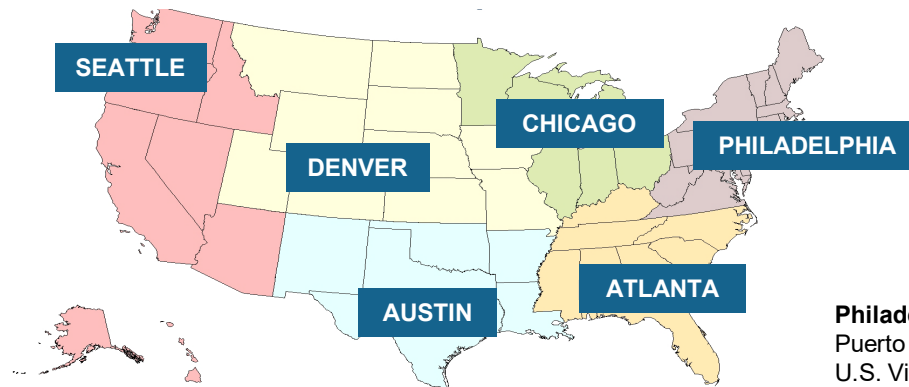 SEATTLE
CHICAGO
PHILADELPHIA
DENVER
ATLANTA
AUSTIN
Puerto
U.S.